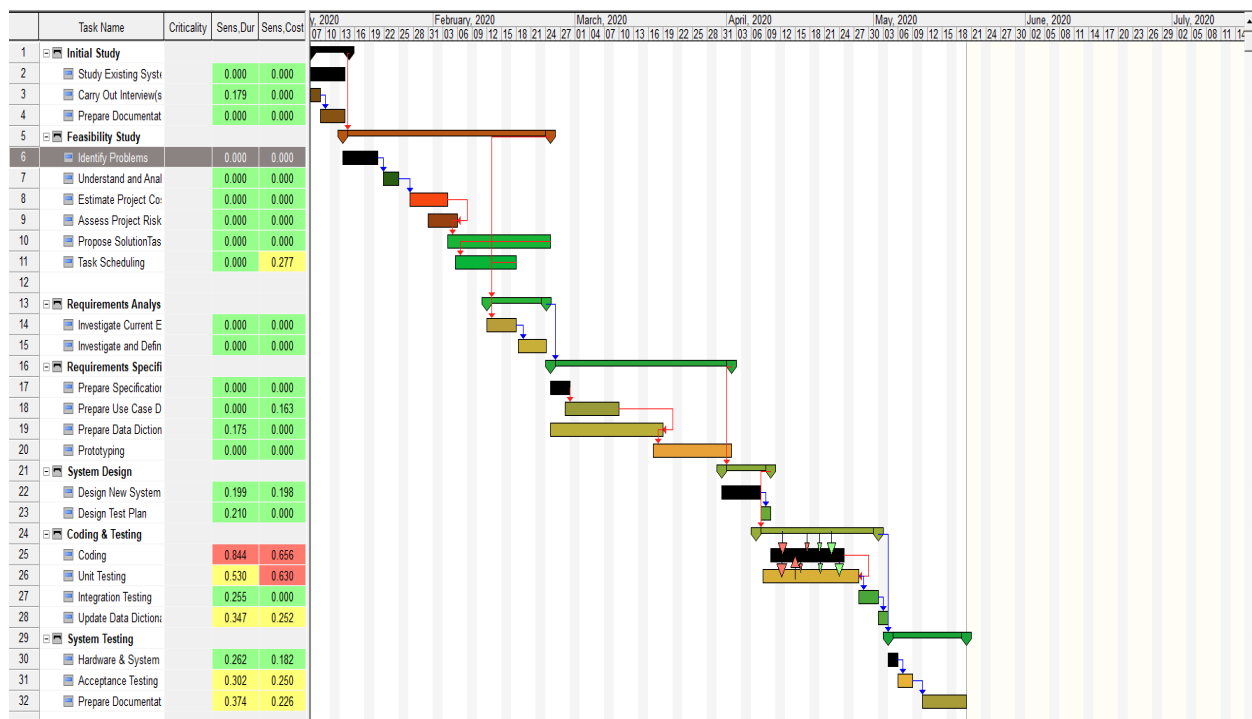 Task Name Criticality Sens,Dur Sens,Cost
y, 2020 February, 2020 March, 2020 April, 2020 May, 2020 June, 2020 July, 2020
07 10 13 16 19 22 25 28 31 03 06 09 12 15 18 21 24 27 01 04 07 10 13 16 19 22 25 28 31 03 06 09 12 15 18 21 24 27 30 03 06 09 12 15 18 21 24 27 30 02 05 08 11 14 17 20 23 26 29 02 05 08 11 14
1 Initial Study
2 Study Existing Syst 0.000 0.000
3 Carry Out Interview(s 0.179 0.000
4 Prepare Documentat 0.000 0.000
5 Feasibility Study
6 Identify Problems 0.000 0.000
7 Understand and Anal 0.000 0.000
8 Estimate Project Co 0.000 0.000
9 Assess Project Risk 0.000 0.000
10 Propose SolutionTas 0.000 0.000
11 Task Scheduling 0.000 0.277
12
13 Requirements Analys
14 Investigate Current E 0.000 0.000
15 Investigate and Defin 0.000 0.000
16 Requirements Specifi
17 Prepare Specification 0.000 0.000
18 Prepare Use Case D 0.000 0.163
19 Prepare Data Diction 0.175 0.000
20 Prototyping 0.000 0.000
21 System Design
22 Design New System 0.199 0.198
23 Design Test Plan 0.210 0.000
24 Coding & Testing
25 Coding 0.844 0.656
26 Unit Testing 0.530 0.630
27 Integration Testing 0.255 0.000
28 Update Data Diction 0.347 0.252
29 System Testing
30 Hardware & System 0.262 0.182
31 Acceptance Testing 0.302 0.250
32 Prepare Documentat 0.374 0.226